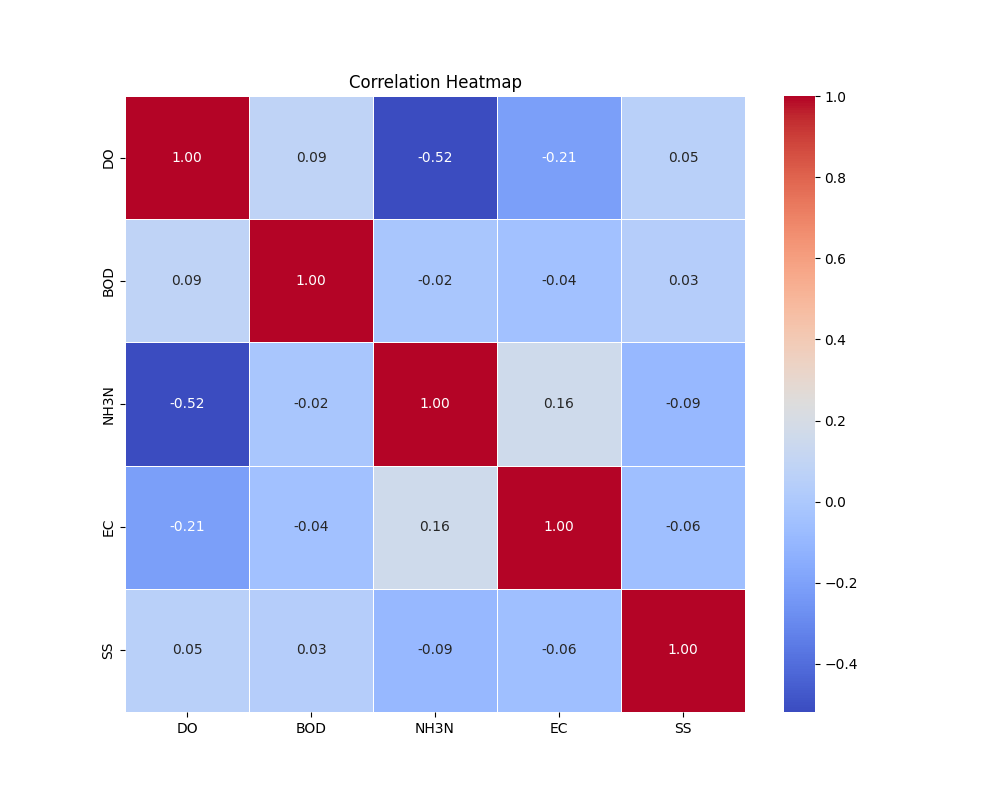 Correlation Heatmap
DO 1.00 0.09 -0.52 -0.21 0.05
BOD 0.09 1.00 -0.02 -0.04 0.03
NH3N -0.52 -0.02 1.00 0.16 -0.09
EC -0.21 -0.04 0.16 1.00 -0.06
SS 0.05 0.03 -0.09 -0.06 1.00
DO BOD NH3N EC SS
1.0
0.8
0.6
0.4
0.2
0.0
−0.2
−0.4